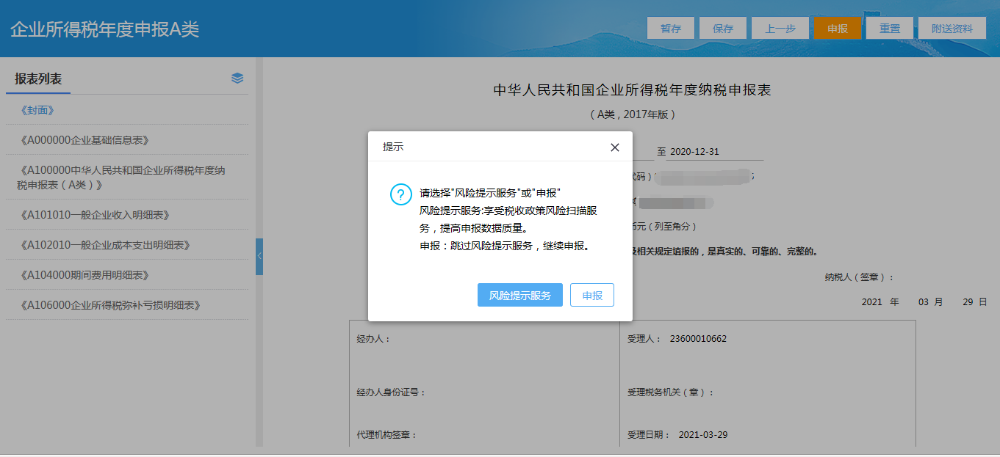 企业所得税年度申报A类
暂存 保存 上一步 申报 重置 附送资料
报表列表
《封面》
《A000000企业基础信息表》
《A100000中华人民共和国企业所得税年度纳
税申报表（A类）》
《A101010一般企业收入明细表》
《A102010一般企业成本支出明细表》
《A104000期间费用明细表》
《A106000企业所得税弥补亏损明细表》
中华人民共和国企业所得税年度纳税申报表
（A类，2017年版）
至 2020-12-31
代码）
币元（列至角分）
及相关规定填报的，是真实的、可靠的、完整的。
纳税人（签章）：
2021 年 03 月 29 日
提示
请选择"风险提示服务"或"申报"
风险提示服务:享受税收政策风险扫描服
务，提高申报数据质量。
申报：跳过风险提示服务，继续申报。
风险提示服务 申报
经办人： 受理人： 23600010662
经办人身份证号： 受理税务机关（章）：
代理机构签章： 受理日期： 2021-03-29